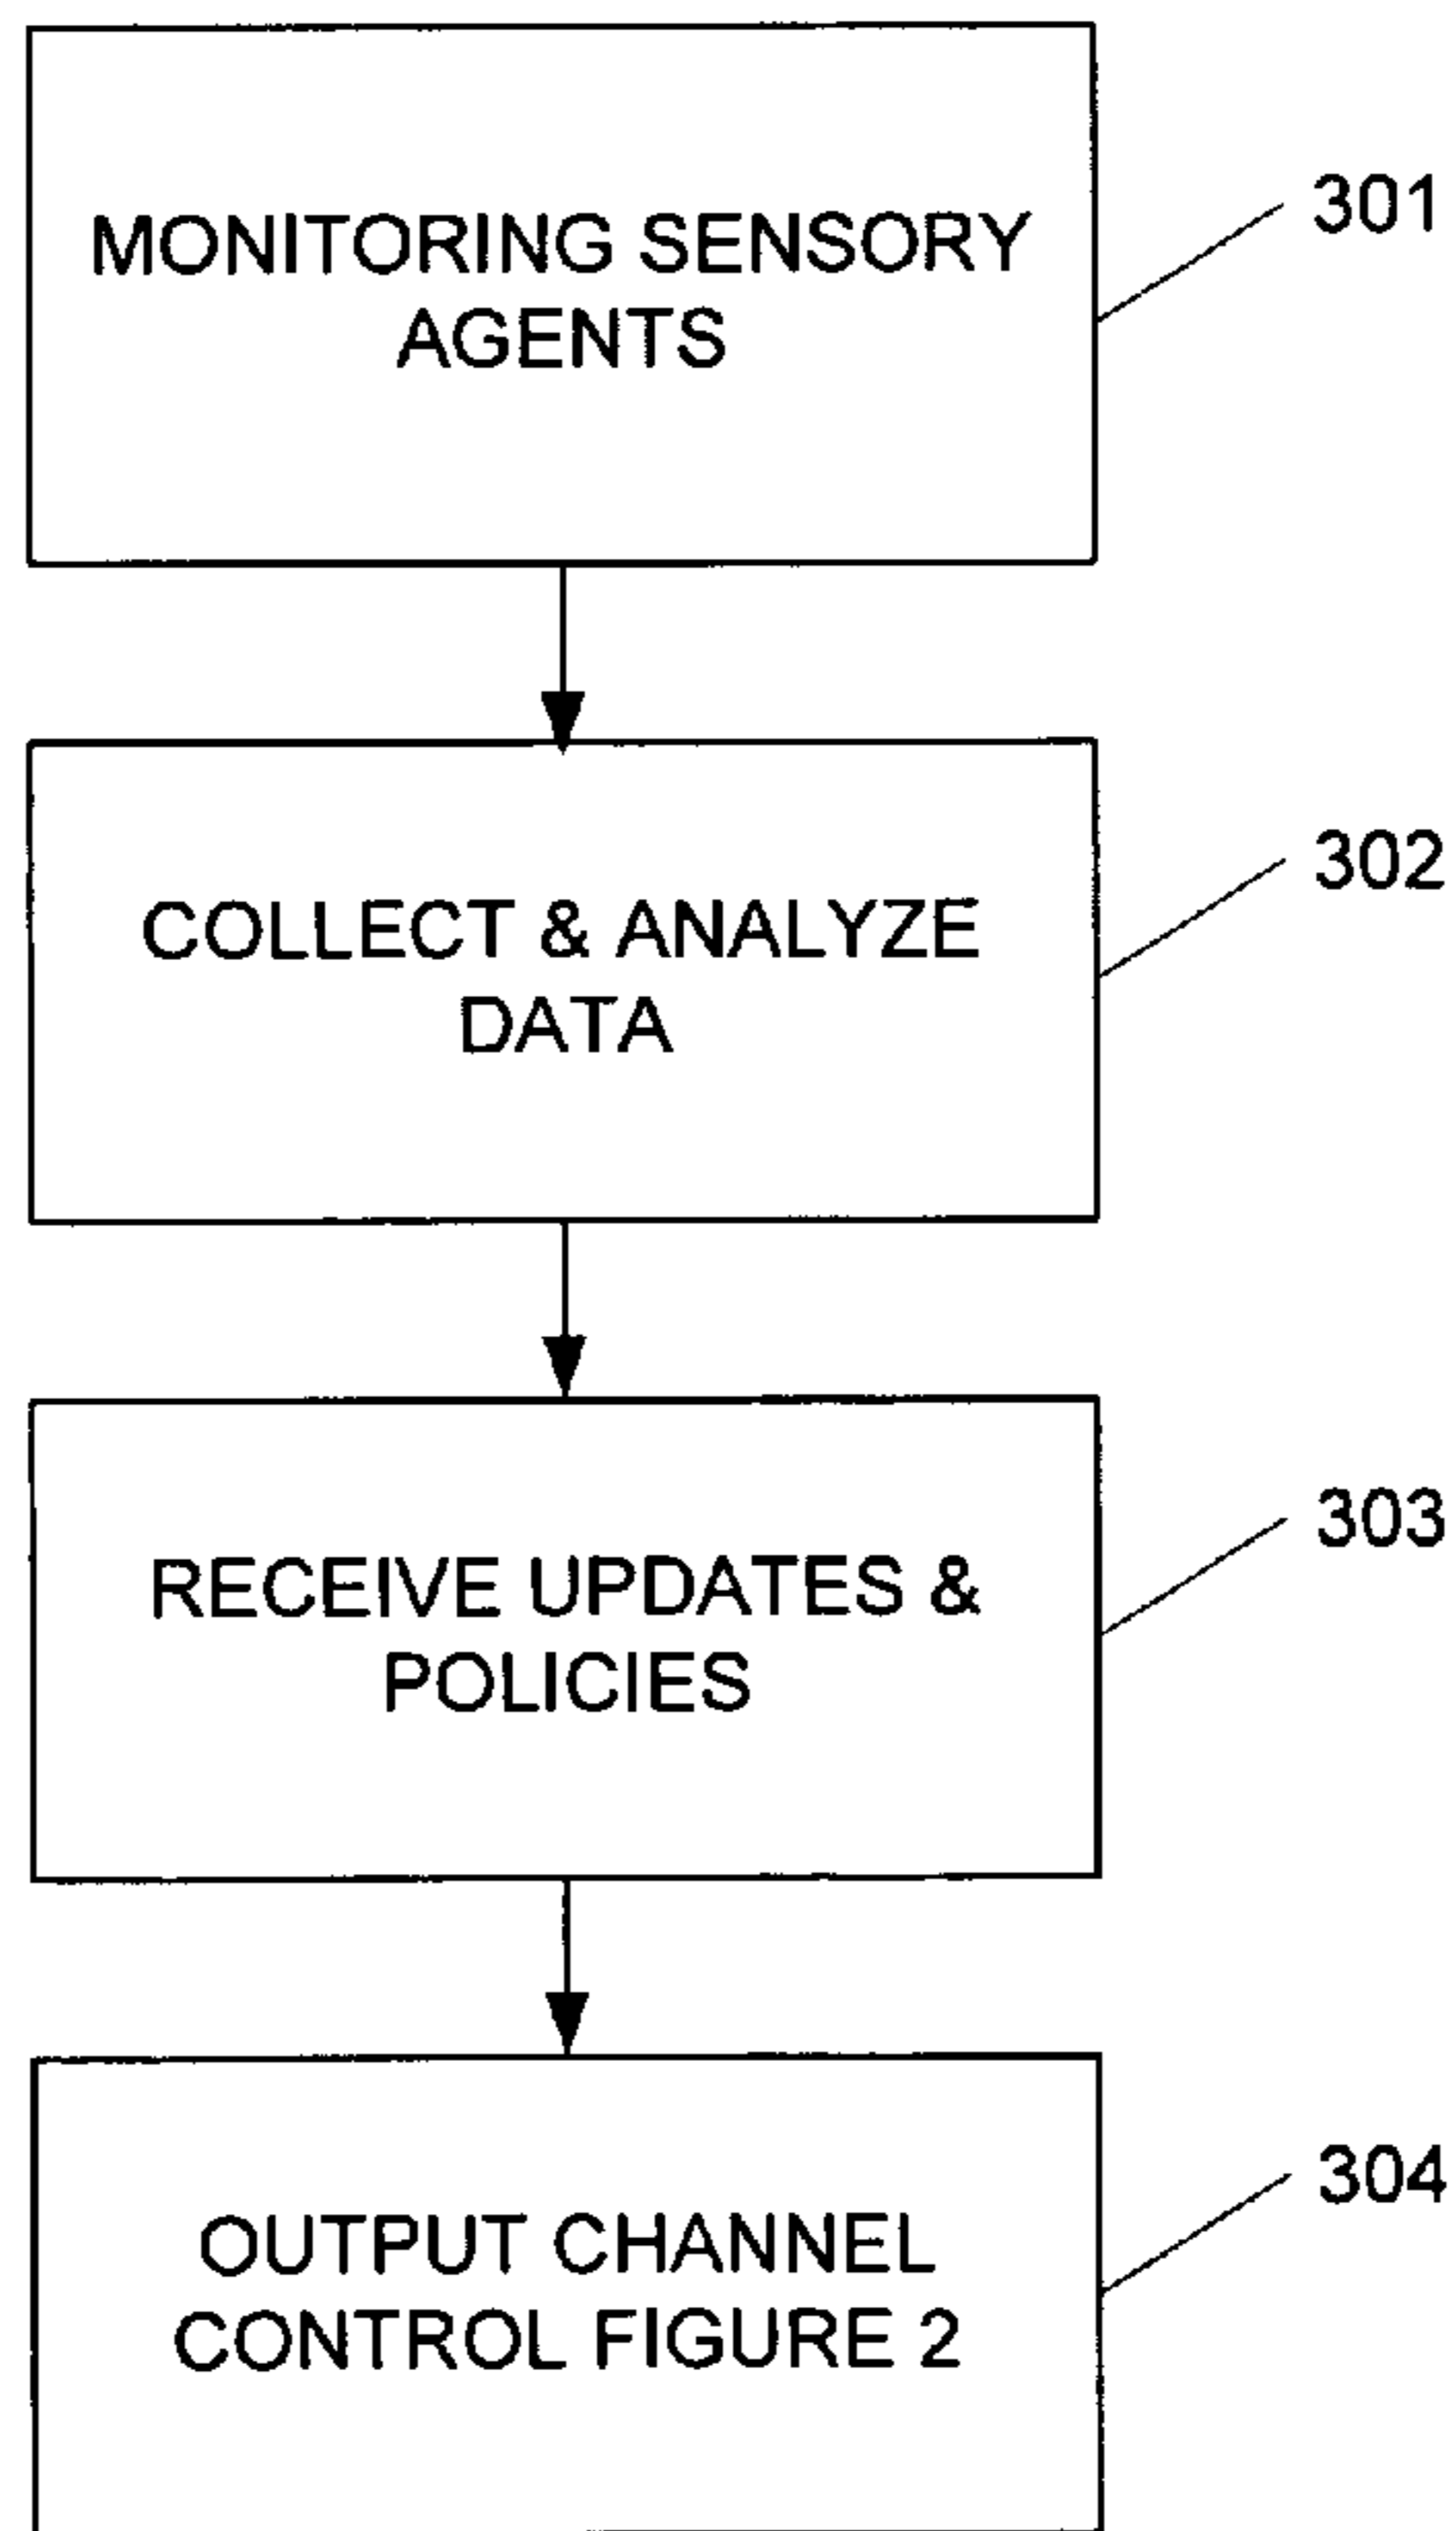 MONITORING SENSORY
AGENTS
301
COLLECT & ANALYZE
DATA
302
RECEIVE UPDATES &
POLICIES
303
OUTPUT CHANNEL
CONTROL FIGURE 2
304